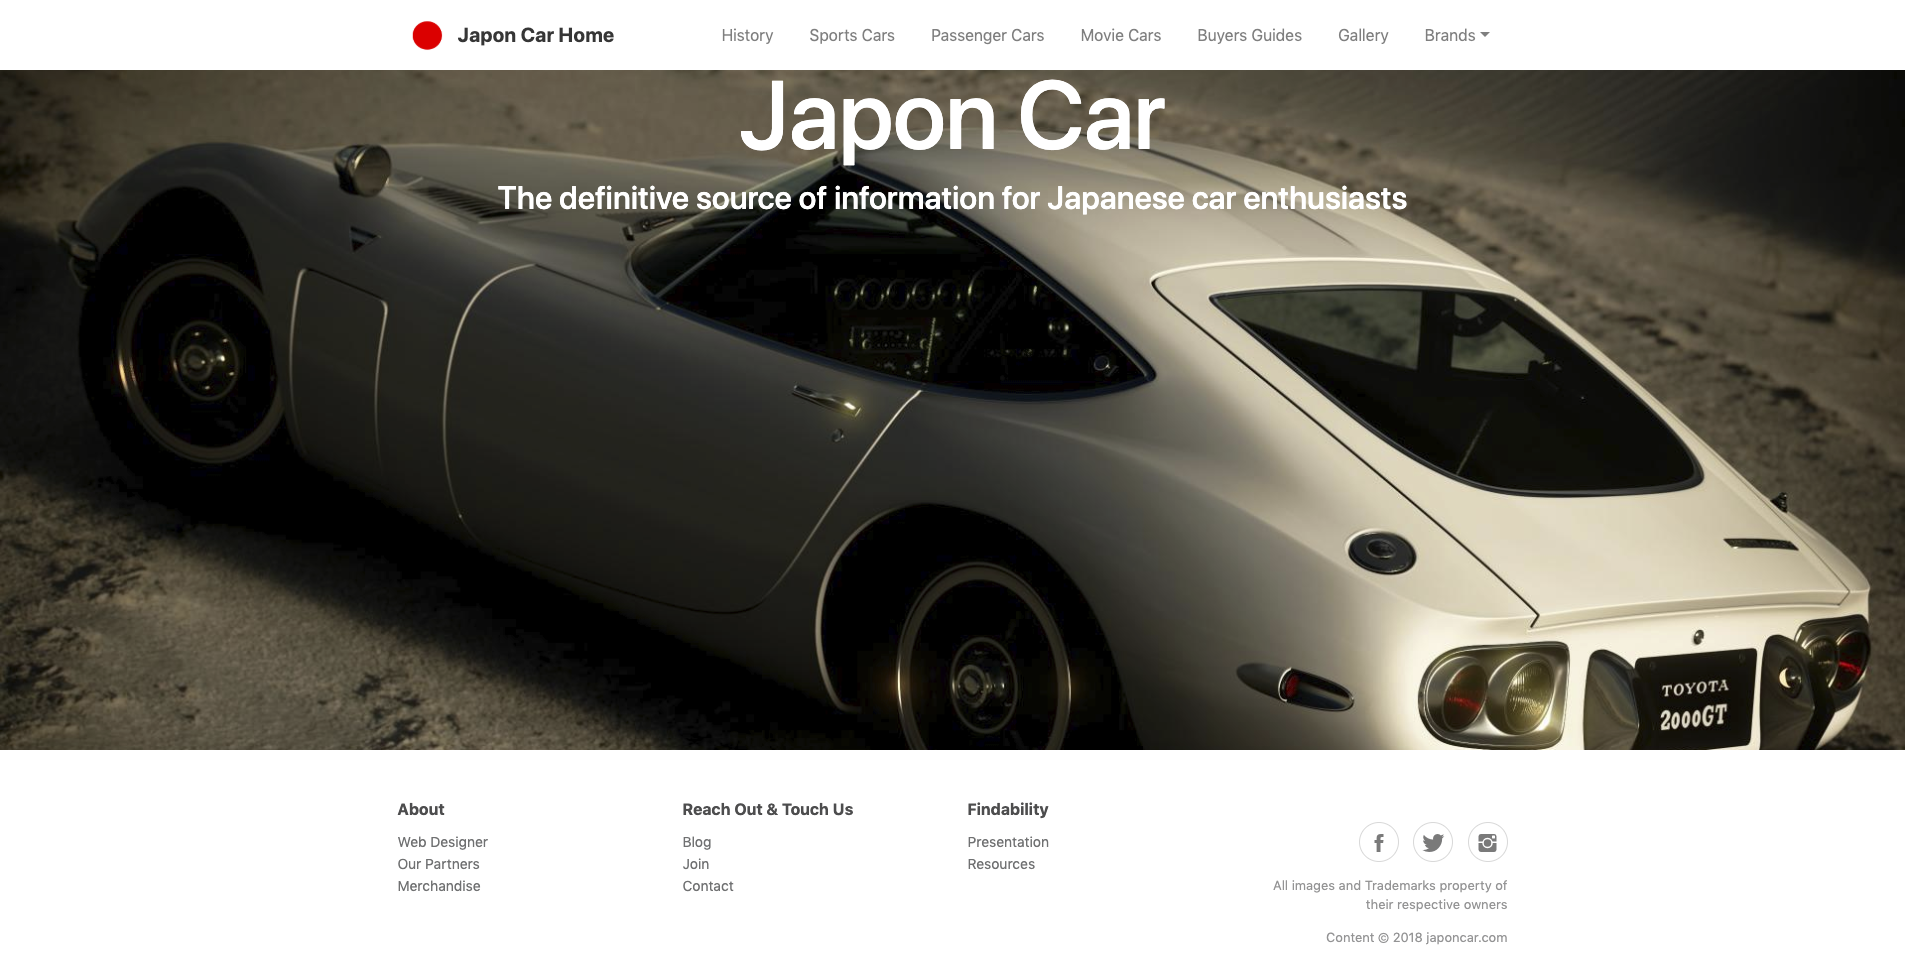 Japon Car Home
History
Sports Cars
Passenger Cars
Movie Cars
Buyers Guides
Gallery
Brands
Japon Car
The definitive source of information for Japanese car enthusiasts
TOYOTA
2000GT
About
Web Designer
Our Partners
Merchandise
Reach Out & Touch Us
Blog
Join
Contact
Findability
Presentation
Resources
All images and Trademarks property of
their respective owners
Content © 2018 japoncar.com